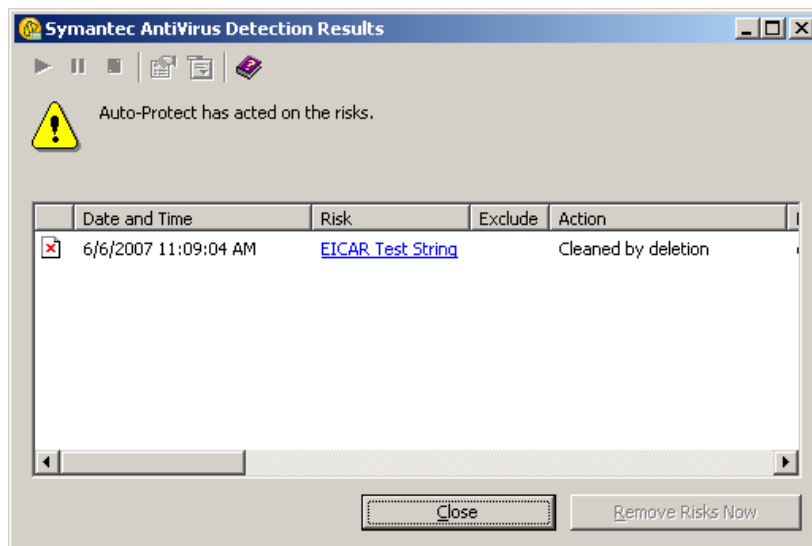 Symantec AntiVirus Detection Results
Auto-Protect has acted on the risks.
Date and Time Risk Exclude Action
6/6/2007 11:09:04 AM EICAR Test String Cleaned by deletion
Close Remove Risks Now